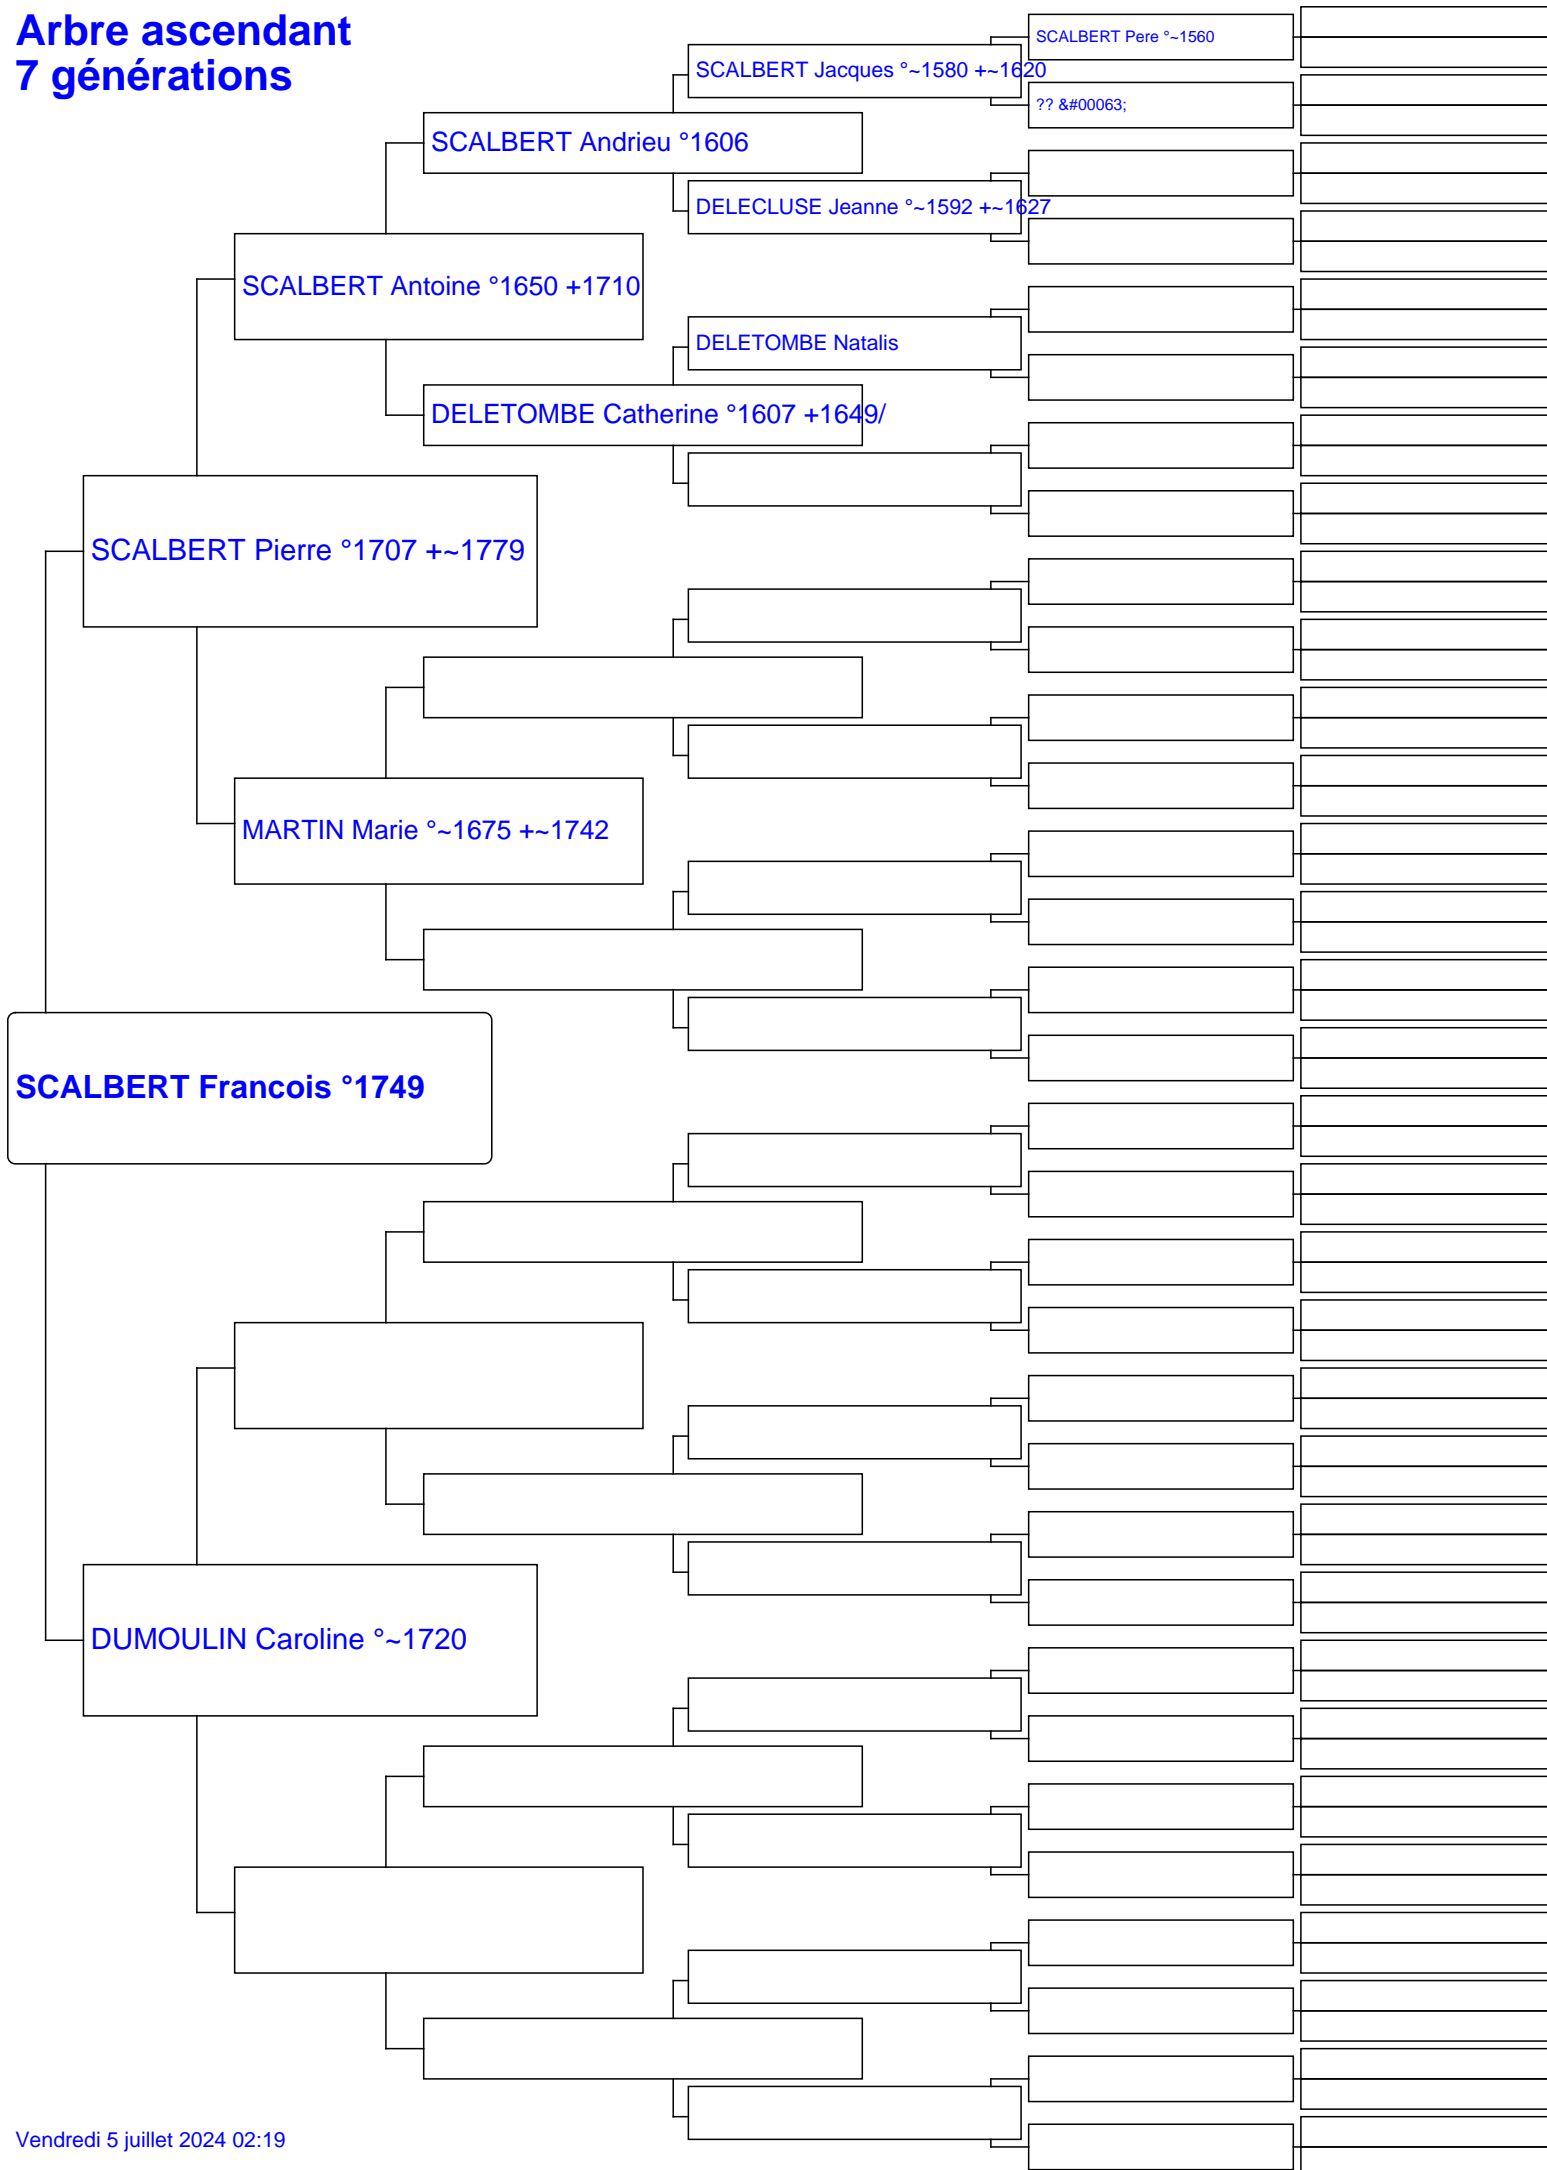 Arbre ascendant
7 générations
SCALBERT Pere °~1560
SCALBERT Jacques °~1580 +~1620
?? &#00063;
SCALBERT Andrieu °1606
DELECLUSE Jeanne °~1592 +~1627
SCALBERT Antoine °1650 +1710
DELETOMBE Natalis
DELETOMBE Catherine °1607 +1649/
SCALBERT Pierre °1707 +~1779
MARTIN Marie °~1675 +~1742
SCALBERT Francois °1749
DUMOULIN Caroline °~1720
Vendredi 5 juillet 2024 02:19